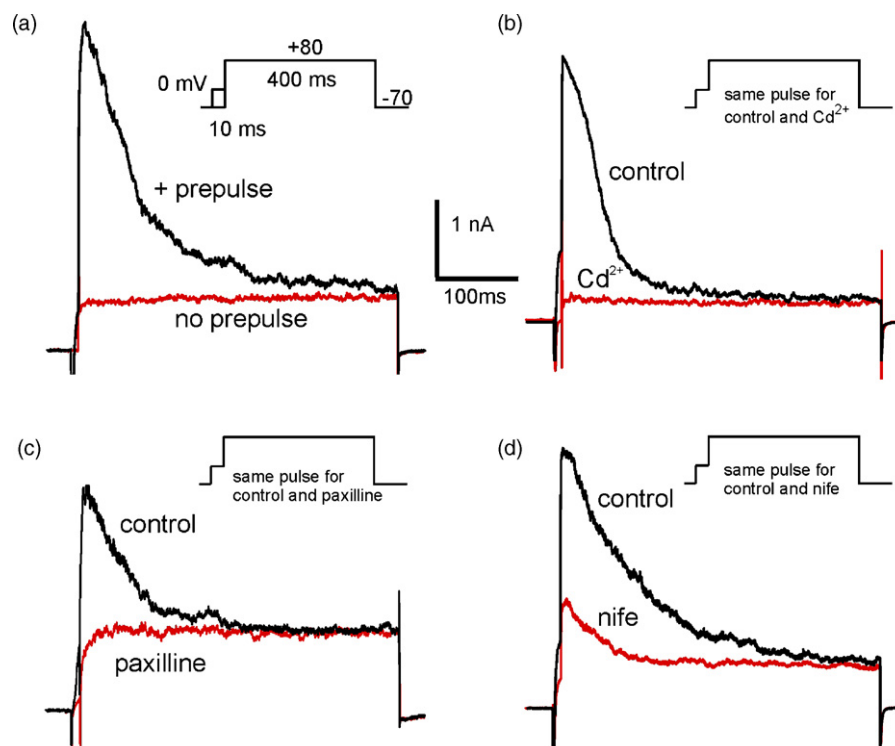 (a)
+80
0 mV
400 ms
-70
10 ms
+ prepulse
no prepulse
1 nA
100ms
(b)
same pulse for
control and Cd²⁺
control
Cd²⁺
(c)
same pulse for
control and paxilline
control
paxilline
(d)
same pulse for
control and nife
control
nife